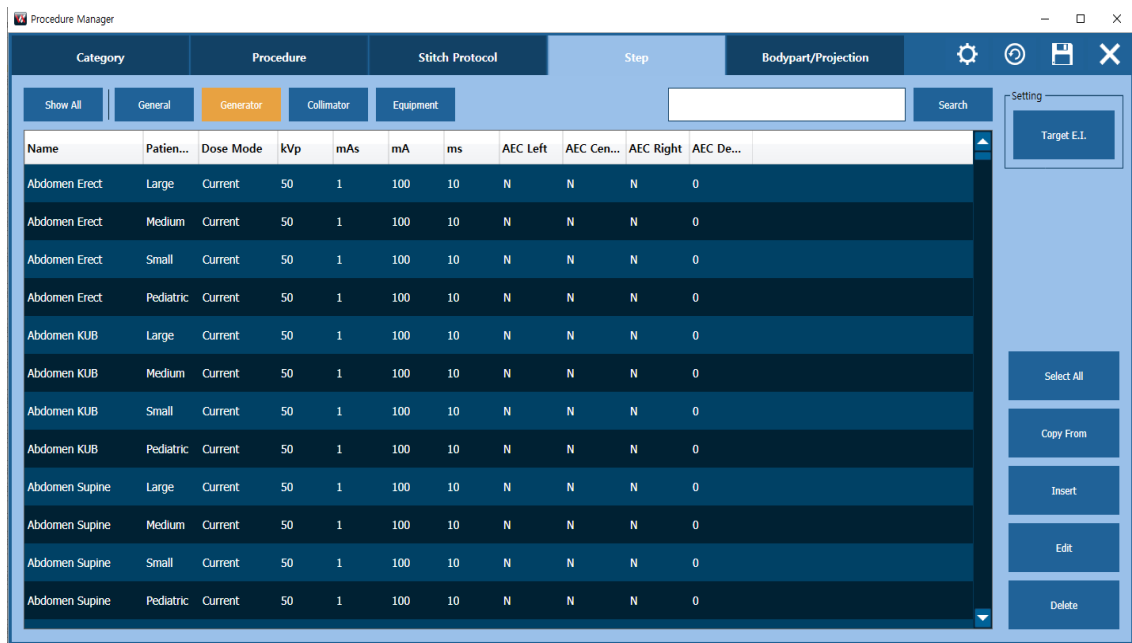 Procedure Manager
Category Procedure Stitch Protocol Step Bodypart/Projection
Show All General Generator Collimator Equipment Search
Setting
Target E.I.
Name Patien... Dose Mode kVp mAs mA ms AEC Left AEC Cen... AEC Right AEC De...
Abdomen Erect Large Current 50 1 100 10 N N N 0
Abdomen Erect Medium Current 50 1 100 10 N N N 0
Abdomen Erect Small Current 50 1 100 10 N N N 0
Abdomen Erect Pediatric Current 50 1 100 10 N N N 0
Abdomen KUB Large Current 50 1 100 10 N N N 0
Abdomen KUB Medium Current 50 1 100 10 N N N 0
Abdomen KUB Small Current 50 1 100 10 N N N 0
Abdomen KUB Pediatric Current 50 1 100 10 N N N 0
Abdomen Supine Large Current 50 1 100 10 N N N 0
Abdomen Supine Medium Current 50 1 100 10 N N N 0
Abdomen Supine Small Current 50 1 100 10 N N N 0
Abdomen Supine Pediatric Current 50 1 100 10 N N N 0
Select All
Copy From
Insert
Edit
Delete